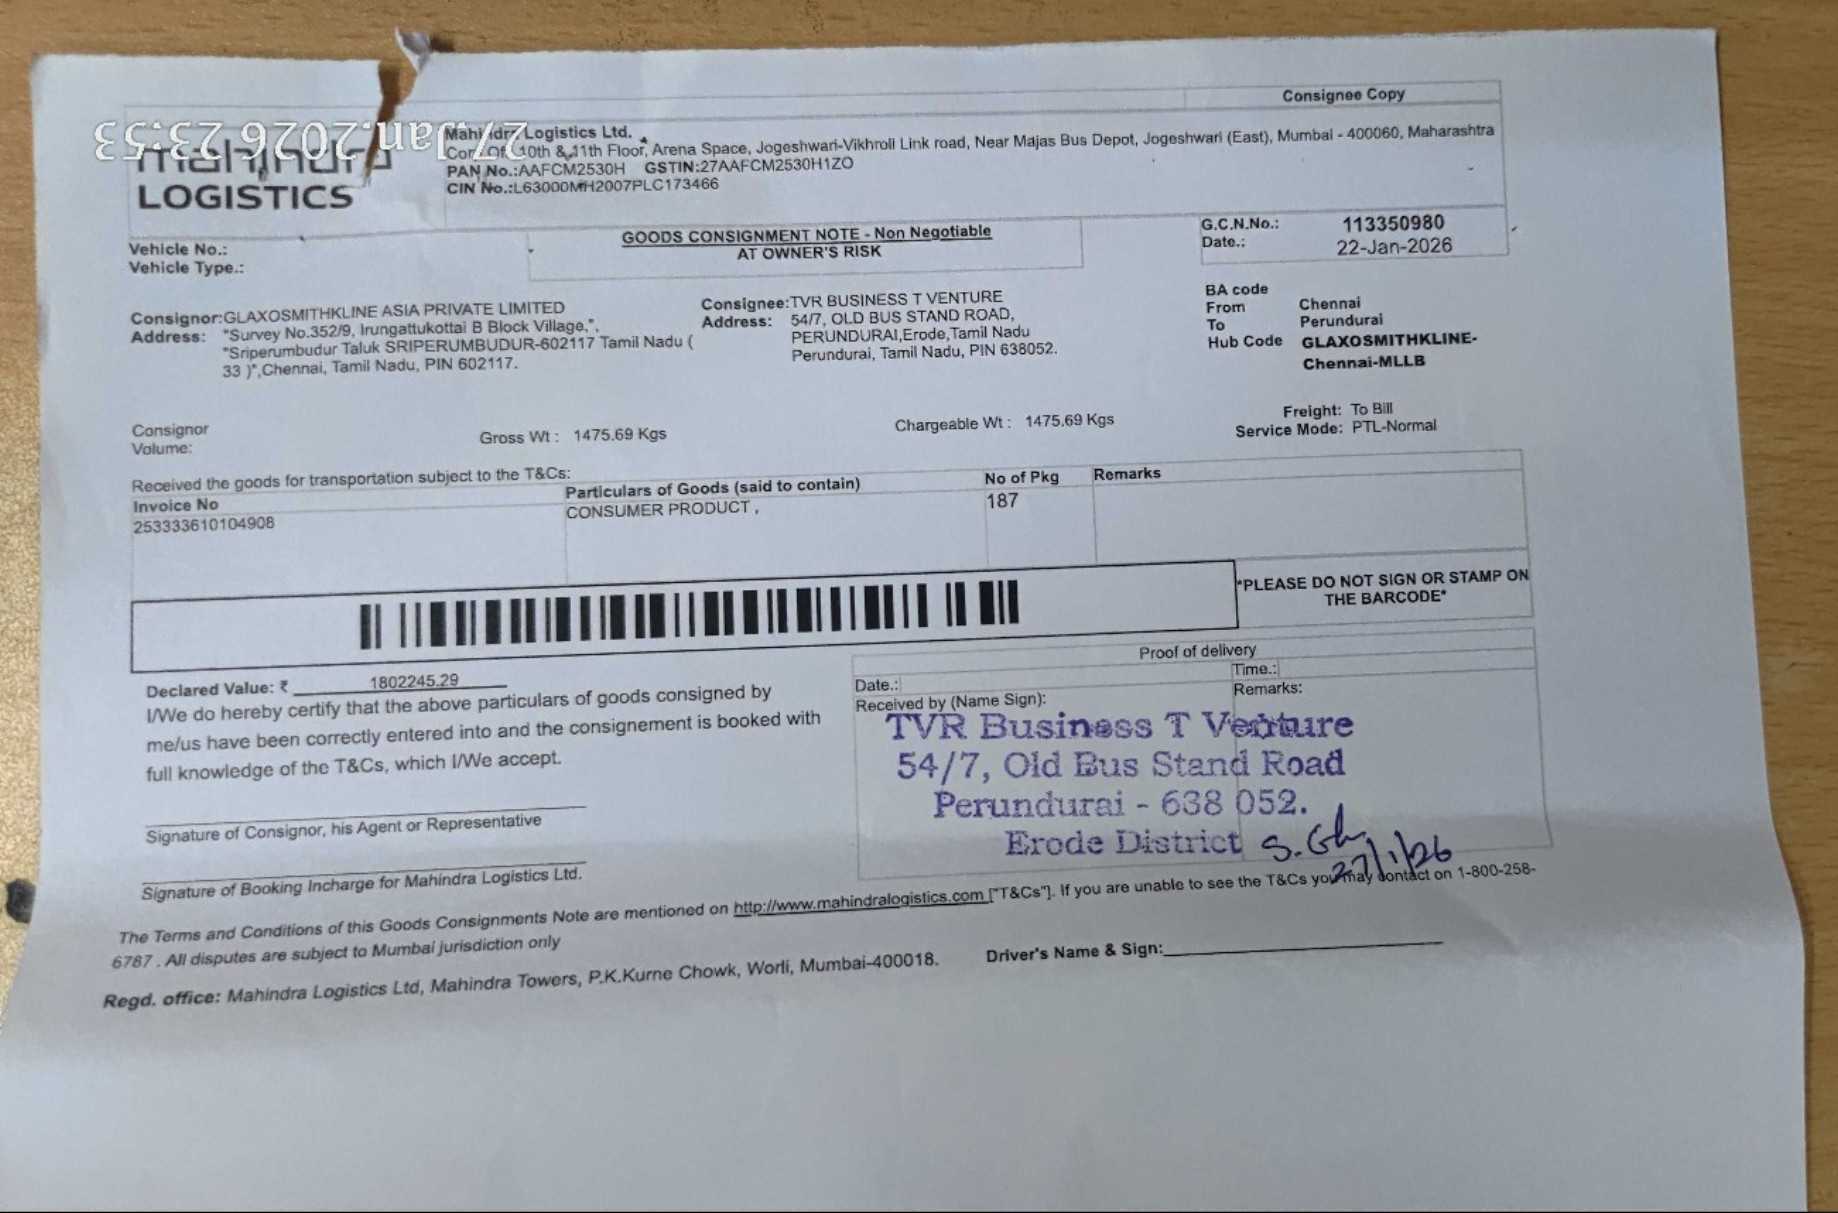 Consignee Copy
27.Jan.2026 23:53
mahindra
LOGISTICS
Mahindra Logistics Ltd.
10th & 11th Floor, Arena Space, Jogeshwari-Vikhroli Link road, Near Majas Bus Depot, Jogeshwari (East), Mumbai - 400060, Maharashtra
PAN No.:AAFCM2530H GSTIN:27AAFCM2530H1ZO
CIN No.:L63000MH2007PLC173466
Vehicle No.:
Vehicle Type.:
GOODS CONSIGNMENT NOTE - Non Negotiable
AT OWNER'S RISK
G.C.N.No.: 113350980
Date.: 22-Jan-2026
Consignor:GLAXOSMITHKLINE ASIA PRIVATE LIMITED
Address: "Survey No.352/9, Irungattukottai B Block Village,",
"Sriperumbudur Taluk SRIPERUMBUDUR-602117 Tamil Nadu (
33 )",Chennai, Tamil Nadu, PIN 602117.
Consignee:TVR BUSINESS T VENTURE
Address: 54/7, OLD BUS STAND ROAD,
PERUNDURAI,Erode,Tamil Nadu
Perundurai, Tamil Nadu, PIN 638052.
BA code
From Chennai
To Perundurai
Hub Code GLAXOSMITHKLINE-
Chennai-MLLB
Consignor
Volume:
Gross Wt : 1475.69 Kgs
Chargeable Wt : 1475.69 Kgs
Freight: To Bill
Service Mode: PTL-Normal
Received the goods for transportation subject to the T&Cs:
Invoice No Particulars of Goods (said to contain) No of Pkg Remarks
253333610104908 CONSUMER PRODUCT , 187
*PLEASE DO NOT SIGN OR STAMP ON
THE BARCODE*
Declared Value: ₹ 1802245.29
I/We do hereby certify that the above particulars of goods consigned by
me/us have been correctly entered into and the consignement is booked with
full knowledge of the T&Cs, which I/We accept.
Signature of Consignor, his Agent or Representative
Signature of Booking Incharge for Mahindra Logistics Ltd.
Proof of delivery
Date.: Time.:
Received by (Name Sign): Remarks:
TVR Business T Venture
54/7, Old Bus Stand Road
Perundurai - 638 052.
Erode District
27/1/26
The Terms and Conditions of this Goods Consignments Note are mentioned on http://www.mahindralogistics.com ["T&Cs"]. If you are unable to see the T&Cs you may contact on 1-800-258-
6787 . All disputes are subject to Mumbai jurisdiction only
Regd. office: Mahindra Logistics Ltd, Mahindra Towers, P.K.Kurne Chowk, Worli, Mumbai-400018.
Driver's Name & Sign: